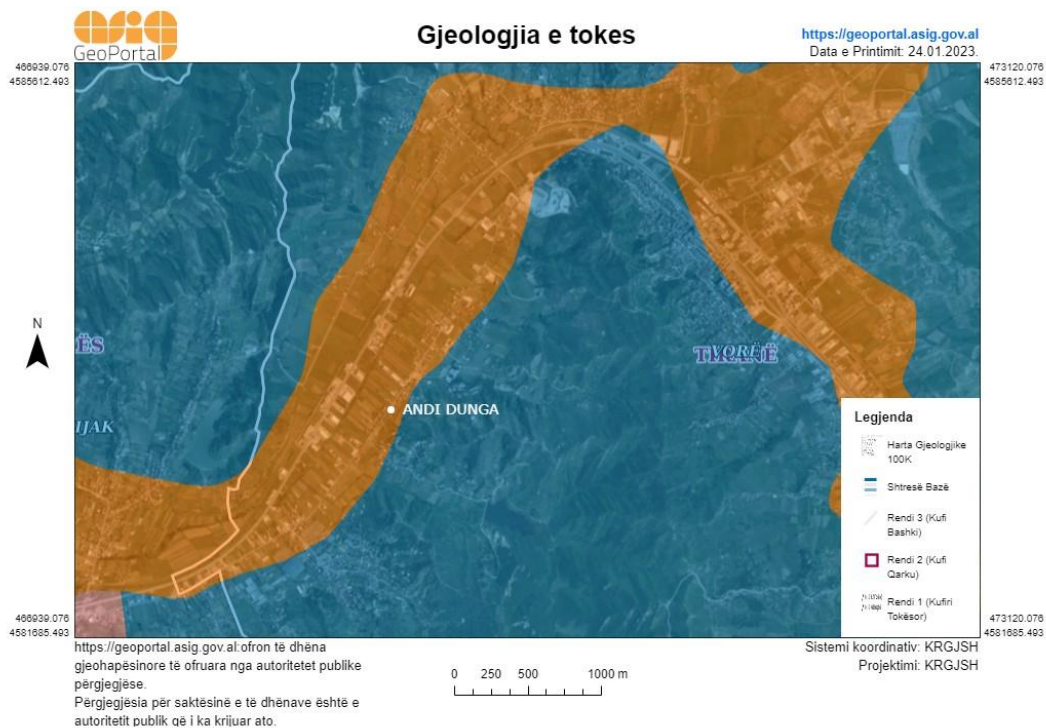 asig
GeoPortal
Gjeologjia e tokes
https://geoportal.asig.gov.al
Data e Printimit: 24.01.2023.
466939.076
4585612.493
473120.076
4585612.493
N
ËS
TIRANË
VORË
ANDI DUNGA
IJAK
Legjenda
Harta Gjeologjike
100K
Shtresë Bazë
Rendi 3 (Kufi
Bashki)
Rendi 2 (Kufi
Qarku)
Rendi 1 (Kufiri
Tokësor)
466939.076
4581685.493
473120.076
4581685.493
https://geoportal.asig.gov.al:ofron të dhëna
gjeohapësinore të ofruara nga autoritetet publike
përgjegjëse.
Përgjegjësia për saktësinë e të dhënave është e
autoritetit publik që i ka krijuar ato.
0 250 500 1000 m
Sistemi koordinativ: KRGJSH
Projektimi: KRGJSH